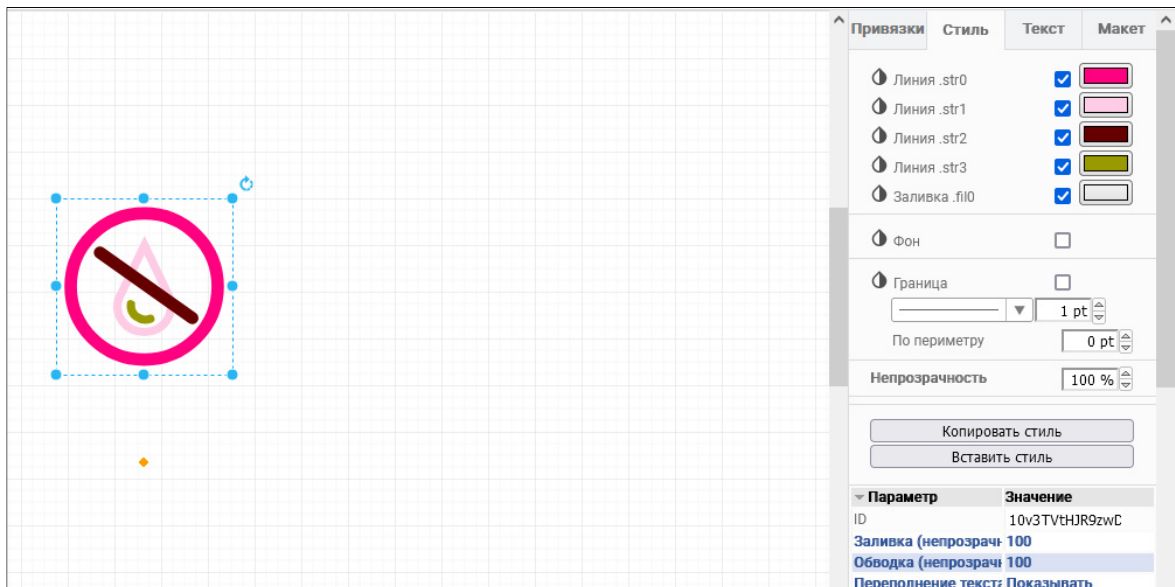 Привязки Стиль Текст Макет
Линия .str0
Линия .str1
Линия .str2
Линия .str3
Заливка .fil0
Фон
Граница
1 pt
По периметру 0 pt
Непрозрачность 100 %
Копировать стиль
Вставить стиль
Параметр Значение
ID 10v3TVtHJR9zwD
Заливка (непрозрачн 100
Обводка (непрозрачн 100
Переполнение текста Показывать